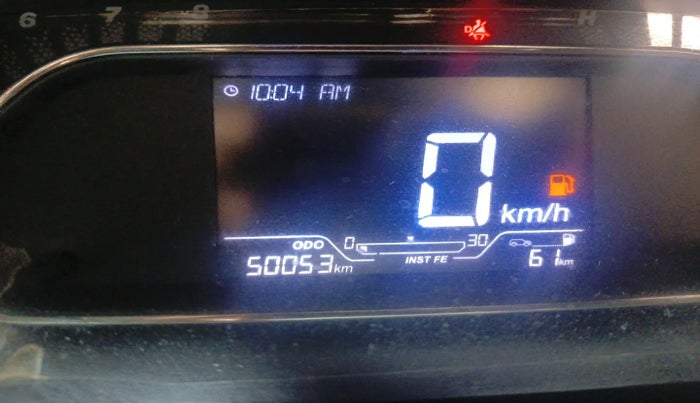 6 7 8 H
D
10:04 AM
0 km/h
ODO 0 30
50053 km INST FE 61 km